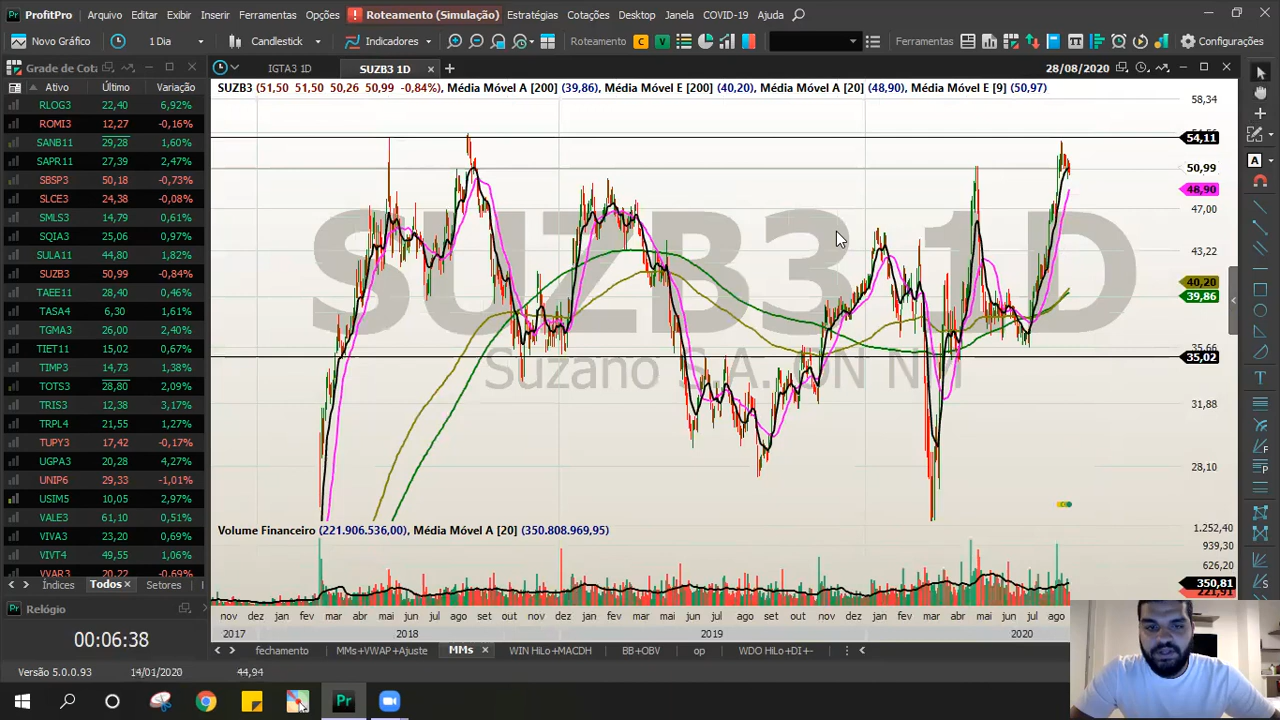 ProfitPro Arquivo Editar Exibir Inserir Ferramentas Opções Roteamento (Simulação) Estratégias Cotações Desktop Janela COVID-19 Ajuda
Novo Gráfico 1 Dia Candlestick Indicadores Roteamento C V Ferramentas Configurações
Grade de Cota
IGTA3 1D SUZB3 1D 28/08/2020
Ativo Último Variação
SUZB3 (51,50 51,50 50,26 50,99 -0,84%), Média Móvel A [200] (39,86), Média Móvel E [200] (40,20), Média Móvel A [20] (48,90), Média Móvel E [9] (50,97)
RLOG3 22,40 6,92%
ROMI3 12,27 -0,16%
SANB11 29,28 1,60%
SAPR11 27,39 2,47%
SBSP3 50,18 -0,73%
SLCE3 24,38 -0,08%
SMLS3 14,79 0,61%
SQIA3 25,06 0,97%
SULA11 44,80 1,82%
SUZB3 50,99 -0,84%
TAEE11 28,40 0,46%
TASA4 6,30 1,61%
TGMA3 26,00 2,40%
TIET11 15,02 0,67%
TIMP3 14,73 1,38%
TOTS3 28,80 2,09%
TRIS3 12,38 3,17%
TRPL4 21,55 1,27%
TUPY3 17,42 -0,17%
UGPA3 20,28 4,27%
UNIP6 29,33 -1,01%
USIM5 10,05 2,97%
VALE3 61,10 0,51%
VIVA3 23,20 0,69%
VIVT4 49,55 1,06%
VVAR3 20,22 -0,69%
SUZB3 1D
Suzano S.A. ON NM
58,34
54,11
50,99
48,90
47,00
43,22
40,20
39,86
35,66
35,02
31,88
28,10
Volume Financeiro (221.906.536,00), Média Móvel A [20] (350.808.969,95)
1.252,40
939,30
626,20
350,81
221,91
Índices Todos Setores
nov dez jan fev mar abr mai jun jul ago set out nov dez jan fev mar abr mai jun jul ago set out nov dez jan fev mar abr mai jun jul ago
2017 2018 2019 2020
Relógio
00:06:38
fechamento MMs+VWAP+Ajuste MMs WIN HiLo+MACDH BB+OBV op WDO HiLo+DI+-
Versão 5.0.0.93 14/01/2020 44,94
Pr